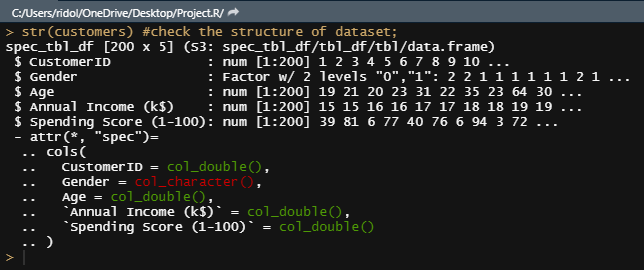 C:/Users/ridol/OneDrive/Desktop/Project.R/
> str(customers) #check the structure of dataset;
spec_tbl_df [200 x 5] (S3: spec_tbl_df/tbl_df/tbl/data.frame)
 $ CustomerID            : num [1:200] 1 2 3 4 5 6 7 8 9 10 ...
 $ Gender                : Factor w/ 2 levels "0","1": 2 2 1 1 1 1 1 1 2 1 ...
 $ Age                   : num [1:200] 19 21 20 23 31 22 35 23 64 30 ...
 $ Annual Income (k$)    : num [1:200] 15 15 16 16 17 17 18 18 19 19 ...
 $ Spending Score (1-100): num [1:200] 39 81 6 77 40 76 6 94 3 72 ...
 - attr(*, "spec")=
  .. cols(
  ..   CustomerID = col_double(),
  ..   Gender = col_character(),
  ..   Age = col_double(),
  ..   `Annual Income (k$)` = col_double(),
  ..   `Spending Score (1-100)` = col_double()
  .. )
>